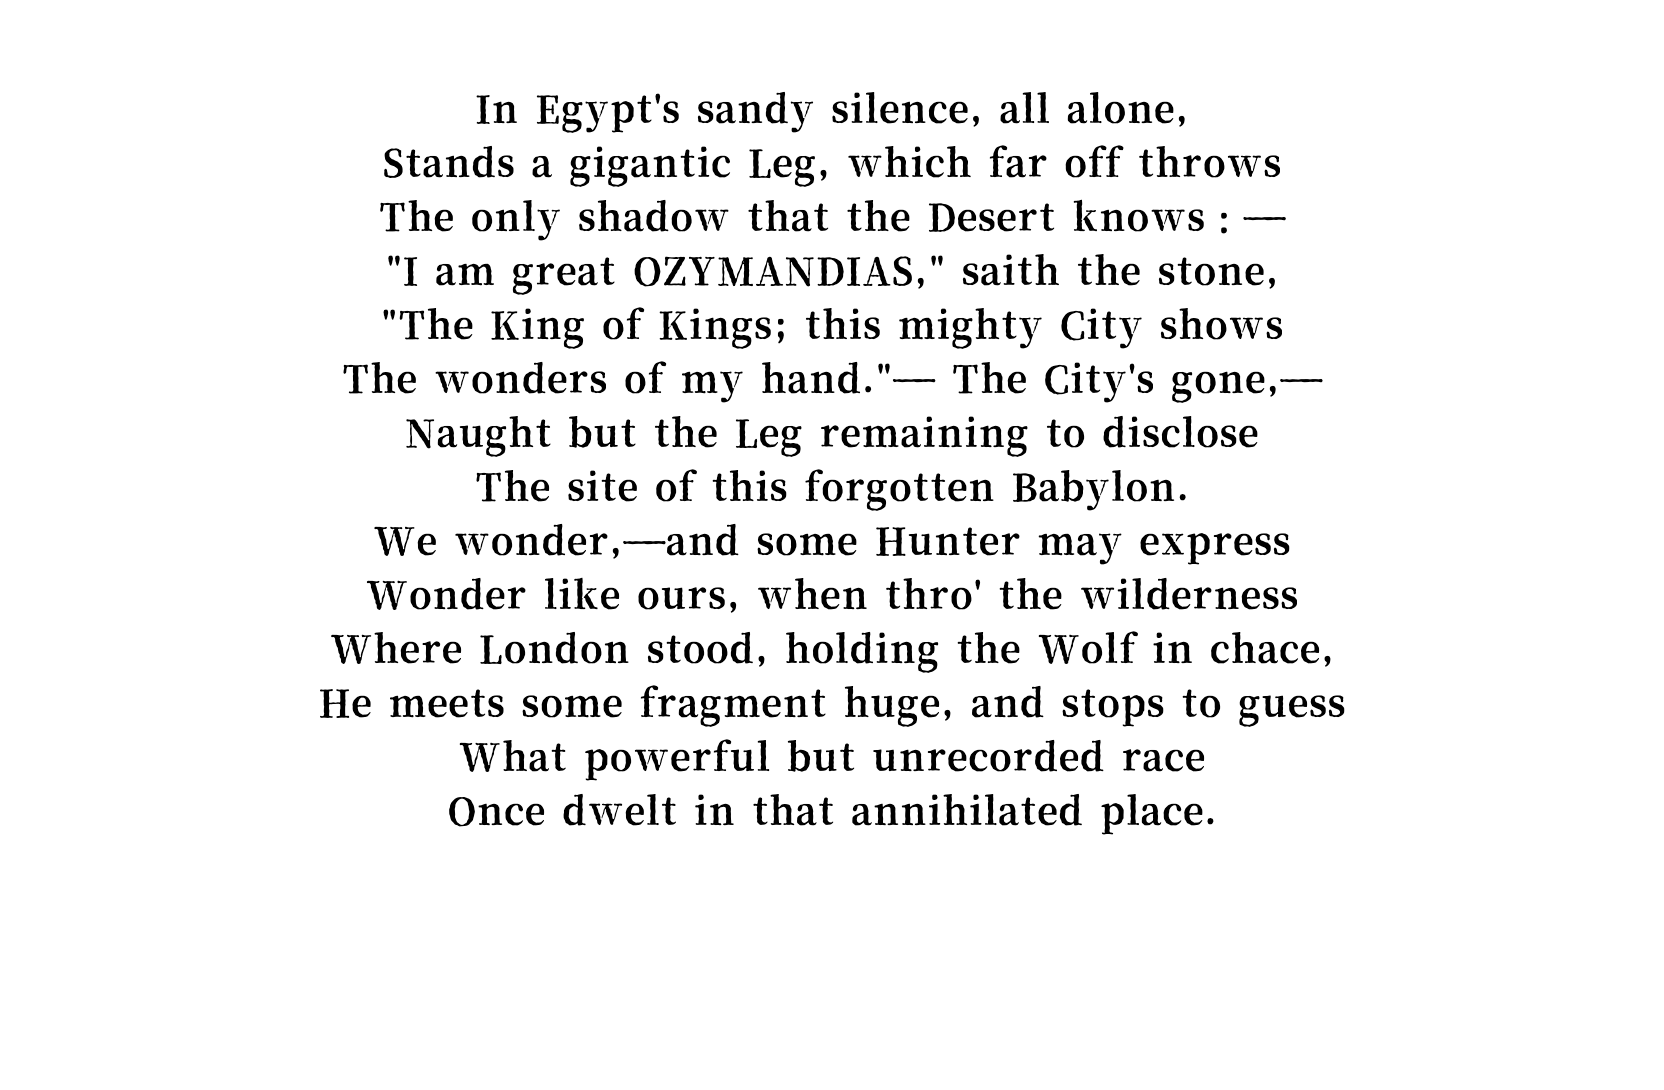 In Egypt's sandy silence, all alone,
Stands a gigantic Leg, which far off throws
The only shadow that the Desert knows : —
"I am great OZYMANDIAS," saith the stone,
"The King of Kings; this mighty City shows
The wonders of my hand."— The City's gone,—
Naught but the Leg remaining to disclose
The site of this forgotten Babylon.
We wonder,—and some Hunter may express
Wonder like ours, when thro' the wilderness
Where London stood, holding the Wolf in chace,
He meets some fragment huge, and stops to guess
What powerful but unrecorded race
Once dwelt in that annihilated place.